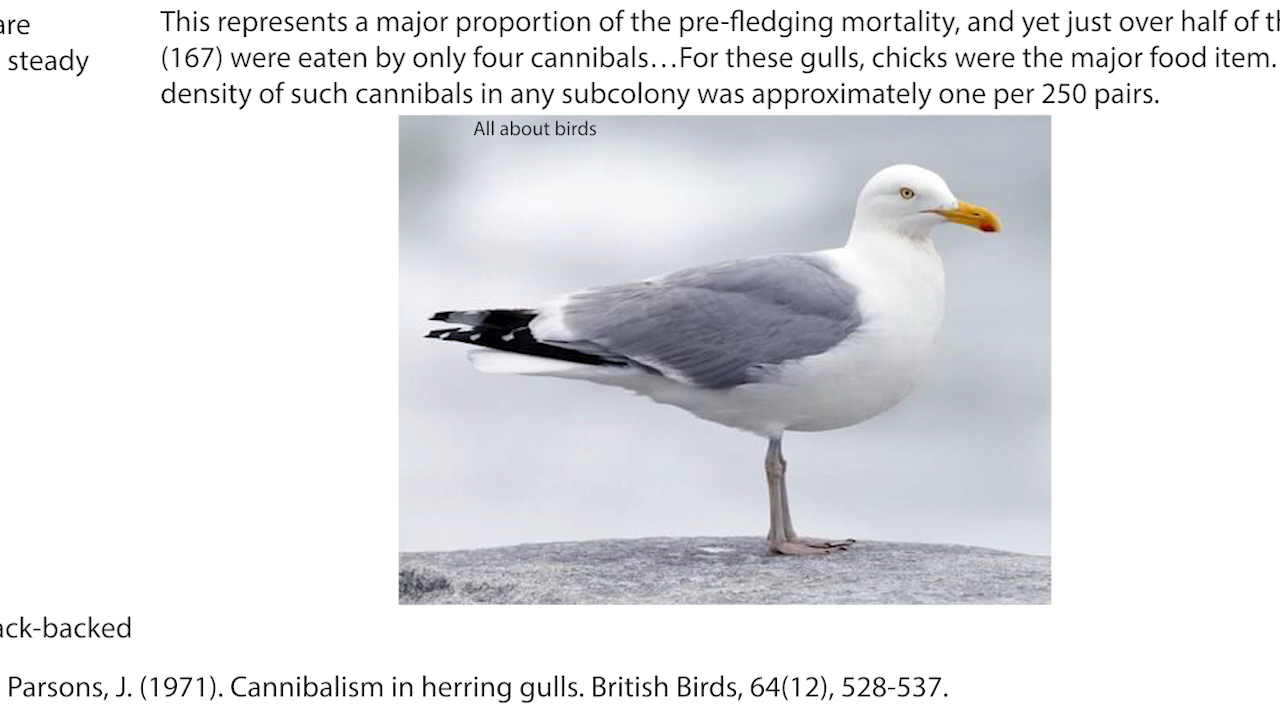 are
steady
This represents a major proportion of the pre-fledging mortality, and yet just over half of
(167) were eaten by only four cannibals…For these gulls, chicks were the major food item.
density of such cannibals in any subcolony was approximately one per 250 pairs.
All about birds
ack-backed
Parsons, J. (1971). Cannibalism in herring gulls. British Birds, 64(12), 528-537.